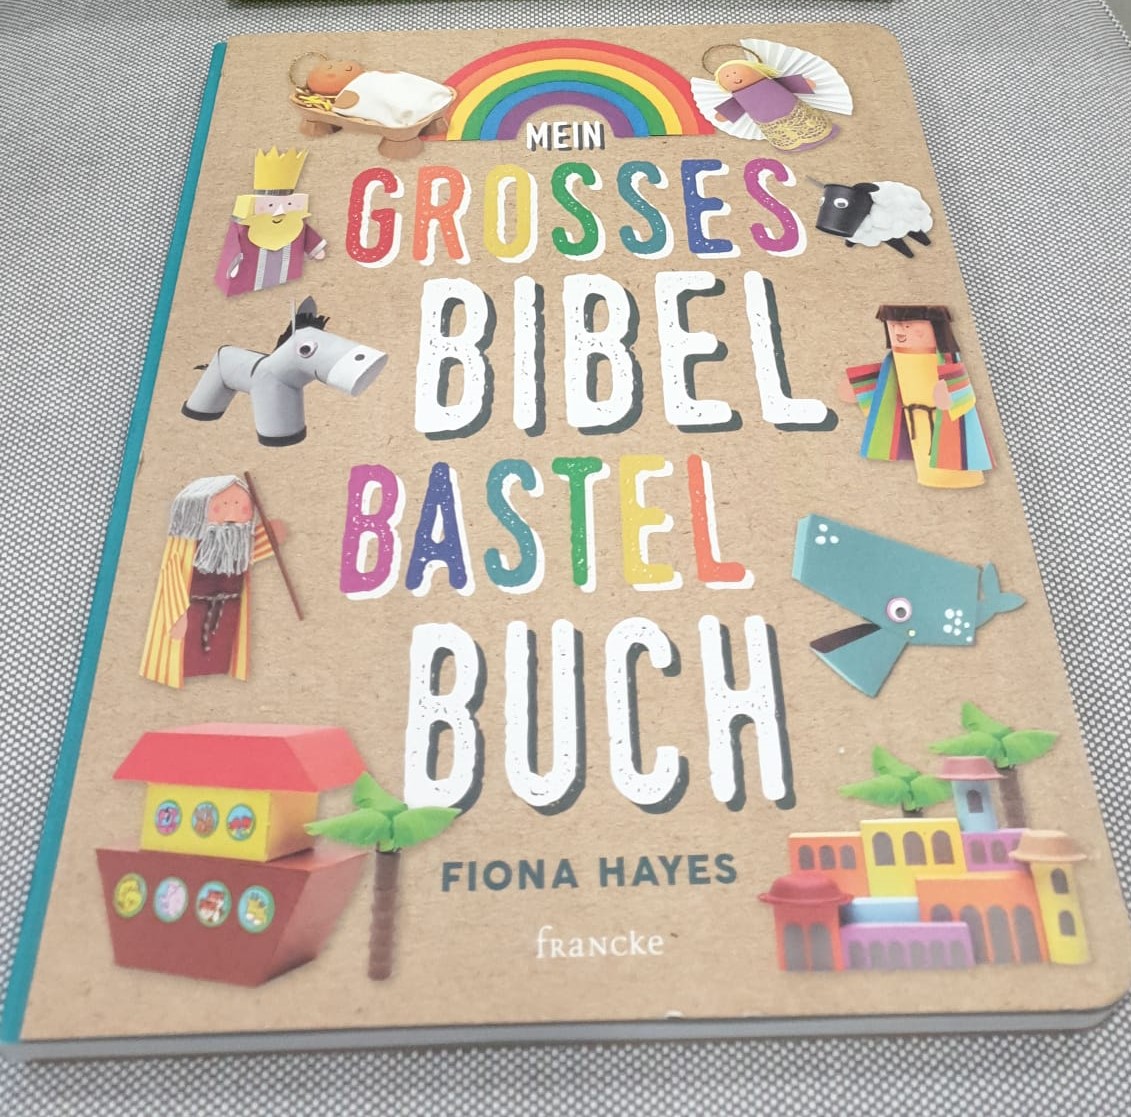 MEIN
GROSSES
BIBEL
BASTEL
BUCH
FIONA HAYES
francke